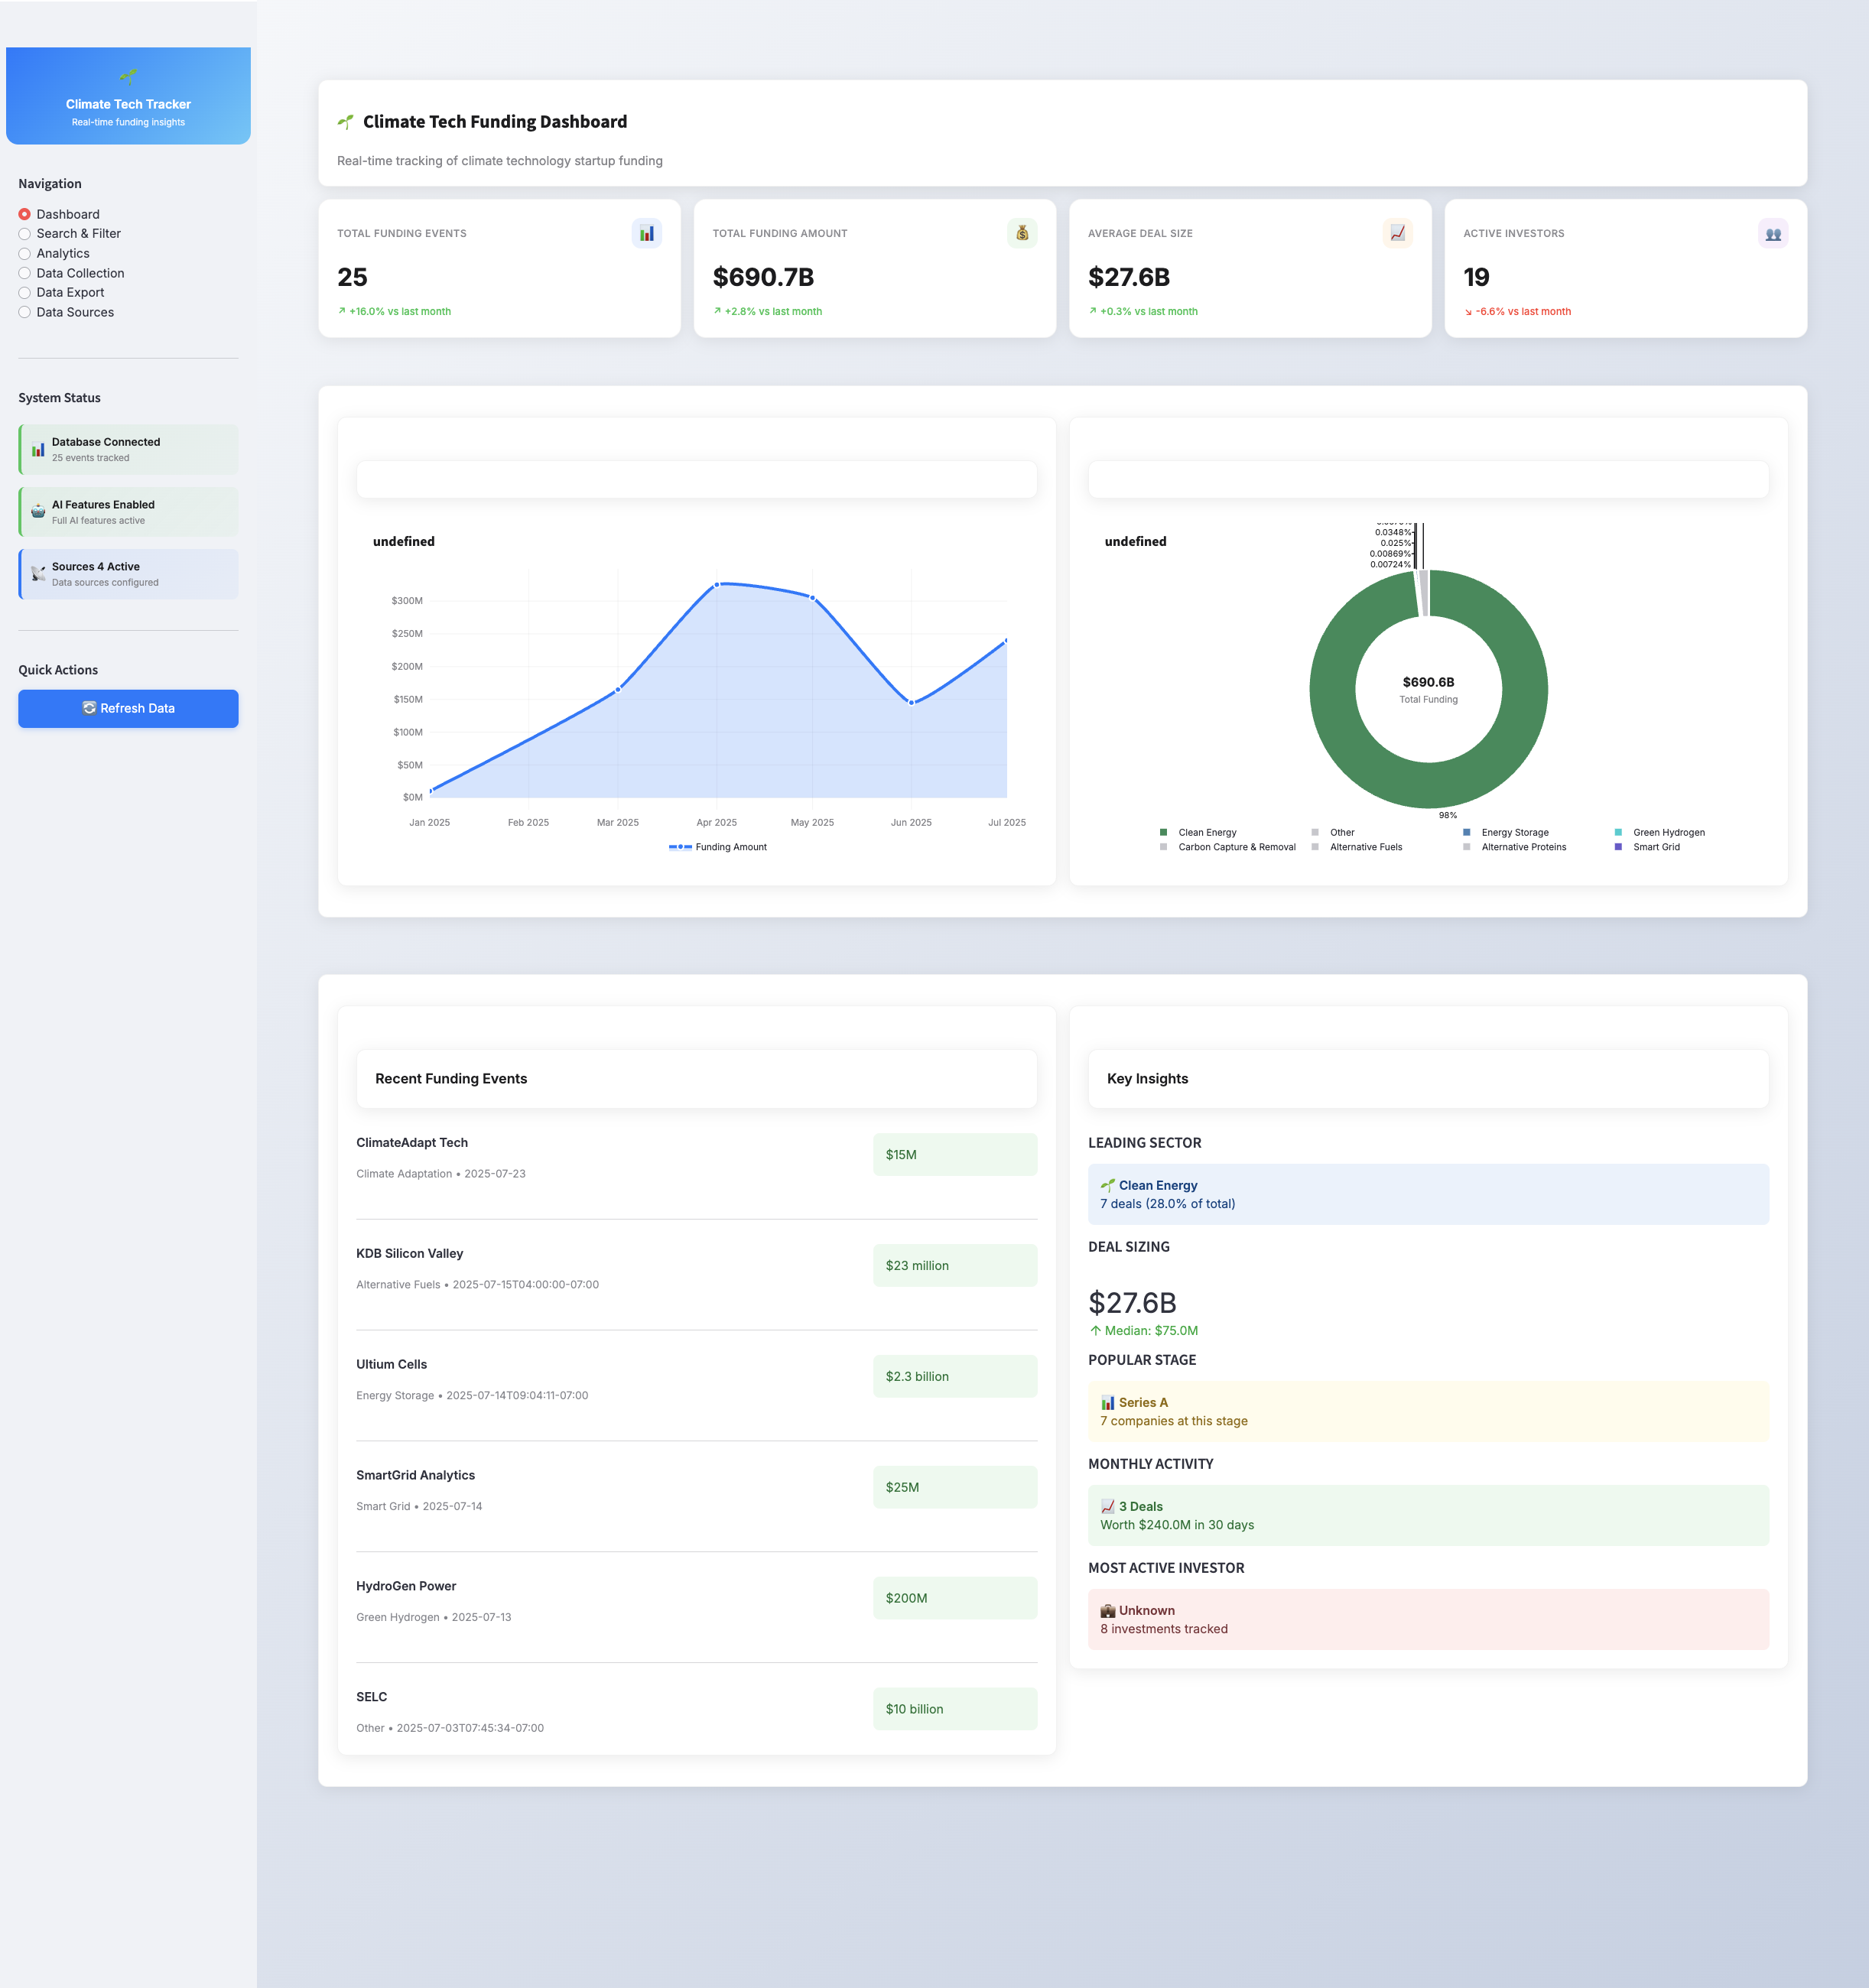 Climate Tech Tracker
Real-time funding insights
Navigation
Dashboard
Search & Filter
Analytics
Data Collection
Data Export
Data Sources
System Status
Database Connected
25 events tracked
AI Features Enabled
Full AI features active
Sources 4 Active
Data sources configured
Quick Actions
Refresh Data
Climate Tech Funding Dashboard
Real-time tracking of climate technology startup funding
TOTAL FUNDING EVENTS
25
↗ +16.0% vs last month
TOTAL FUNDING AMOUNT
$690.7B
↗ +2.8% vs last month
AVERAGE DEAL SIZE
$27.6B
↗ +0.3% vs last month
ACTIVE INVESTORS
19
↘ -6.6% vs last month
undefined
$300M
$250M
$200M
$150M
$100M
$50M
$0M
Jan 2025 Feb 2025 Mar 2025 Apr 2025 May 2025 Jun 2025 Jul 2025
Funding Amount
undefined
0.0348%
0.025%
0.00869%
0.00724%
$690.6B
Total Funding
98%
Clean Energy Other Energy Storage Green Hydrogen
Carbon Capture & Removal Alternative Fuels Alternative Proteins Smart Grid
Recent Funding Events
ClimateAdapt Tech
$15M
Climate Adaptation • 2025-07-23
KDB Silicon Valley
$23 million
Alternative Fuels • 2025-07-15T04:00:00-07:00
Ultium Cells
$2.3 billion
Energy Storage • 2025-07-14T09:04:11-07:00
SmartGrid Analytics
$25M
Smart Grid • 2025-07-14
HydroGen Power
$200M
Green Hydrogen • 2025-07-13
SELC
$10 billion
Other • 2025-07-03T07:45:34-07:00
Key Insights
LEADING SECTOR
Clean Energy
7 deals (28.0% of total)
DEAL SIZING
$27.6B
↑ Median: $75.0M
POPULAR STAGE
Series A
7 companies at this stage
MONTHLY ACTIVITY
3 Deals
Worth $240.0M in 30 days
MOST ACTIVE INVESTOR
Unknown
8 investments tracked